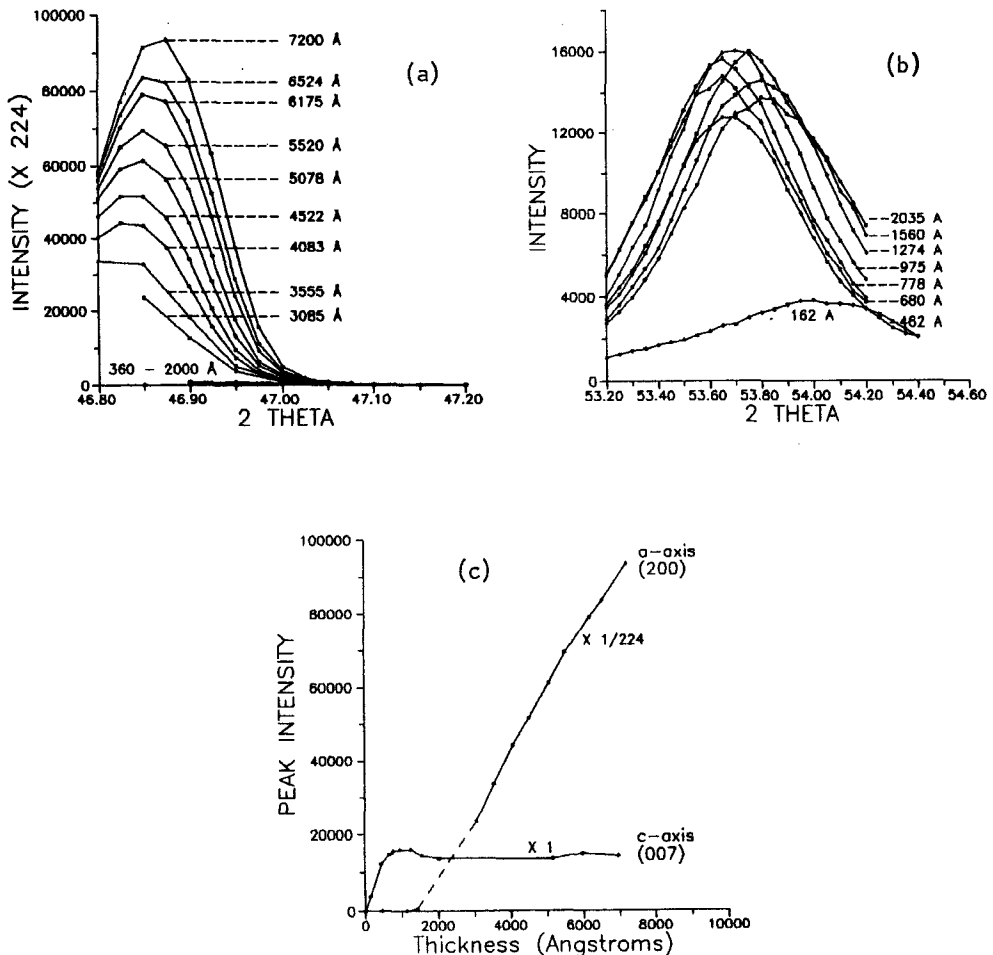 (a)
INTENSITY (X 224)
100000
80000
60000
40000
20000
0
7200 Å
6524 Å
6175 Å
5520 Å
5078 Å
4522 Å
4083 Å
3555 Å
3085 Å
360 - 2000 Å
46.80
46.90
47.00
47.10
47.20
2 THETA
(b)
INTENSITY
16000
12000
8000
4000
0
2035 A
1560 A
1274 A
975 A
778 A
680 A
462 A
162 A
53.20
53.40
53.60
53.80
54.00
54.20
54.40
54.60
2 THETA
(c)
PEAK INTENSITY
100000
80000
60000
40000
20000
0
a-axis
(200)
X 1/224
X 1
c-axis
(007)
0
2000
4000
6000
8000
10000
Thickness (Angstroms)